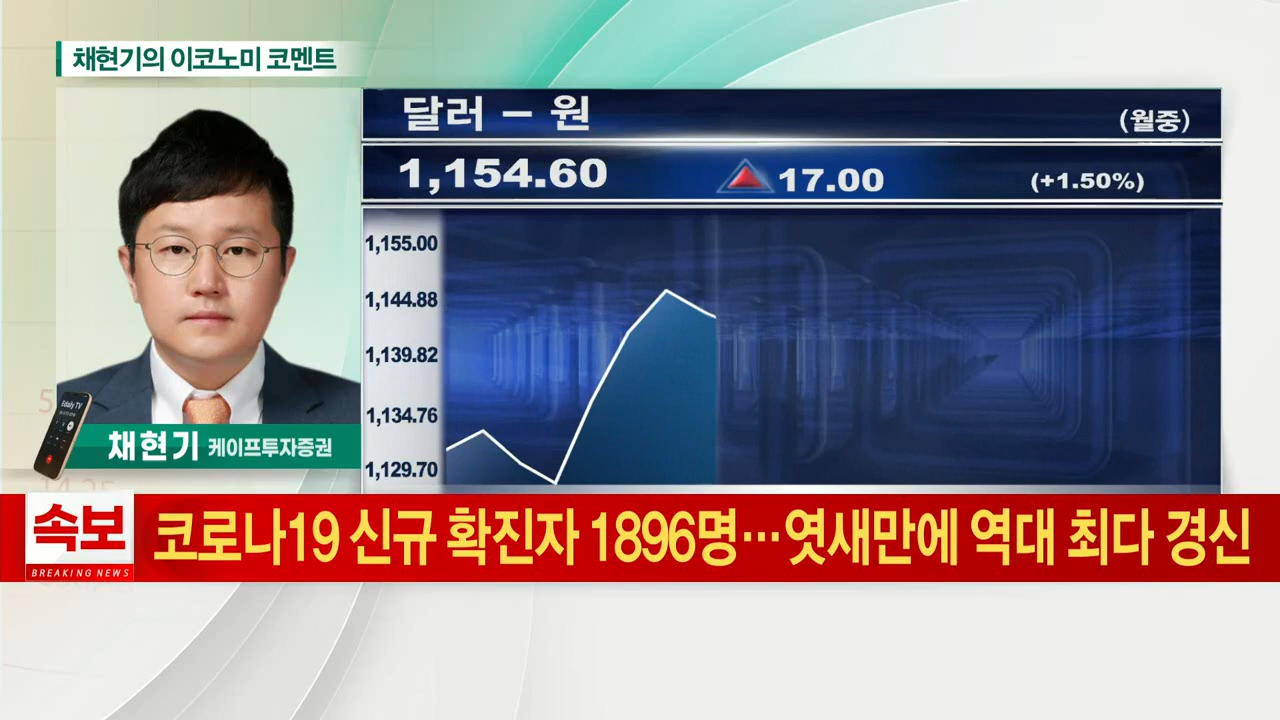 채현기의 이코노미 코멘트
달러 - 원
(월중)
1,154.60
17.00
(+1.50%)
1,155.00
1,144.88
1,139.82
1,134.76
1,129.70
Edaily TV
채현기 케이프투자증권
속보
BREAKING NEWS
코로나19 신규 확진자 1896명…엿새만에 역대 최다 경신